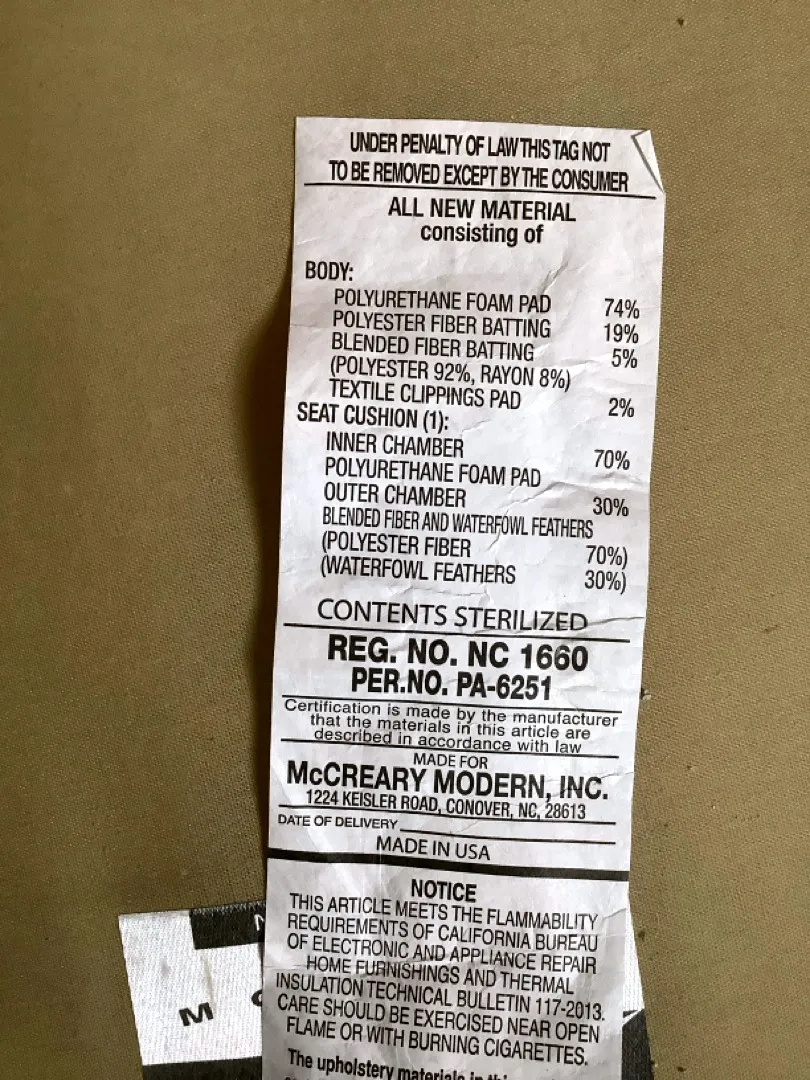 UNDER PENALTY OF LAW THIS TAG NOT
TO BE REMOVED EXCEPT BY THE CONSUMER
ALL NEW MATERIAL
consisting of
BODY:
POLYURETHANE FOAM PAD 74%
POLYESTER FIBER BATTING 19%
BLENDED FIBER BATTING 5%
(POLYESTER 92%, RAYON 8%)
TEXTILE CLIPPINGS PAD 2%
SEAT CUSHION (1):
INNER CHAMBER 70%
POLYURETHANE FOAM PAD
OUTER CHAMBER 30%
BLENDED FIBER AND WATERFOWL FEATHERS
(POLYESTER FIBER 70%)
(WATERFOWL FEATHERS 30%)
CONTENTS STERILIZED
REG. NO. NC 1660
PER.NO. PA-6251
Certification is made by the manufacturer
that the materials in this article are
described in accordance with law
MADE FOR
McCREARY MODERN, INC.
1224 KEISLER ROAD, CONOVER, NC, 28613
DATE OF DELIVERY
MADE IN USA
NOTICE
THIS ARTICLE MEETS THE FLAMMABILITY
REQUIREMENTS OF CALIFORNIA BUREAU
OF ELECTRONIC AND APPLIANCE REPAIR
HOME FURNISHINGS AND THERMAL
INSULATION TECHNICAL BULLETIN 117-2013.
CARE SHOULD BE EXERCISED NEAR OPEN
FLAME OR WITH BURNING CIGARETTES.
The upholstery materials in
M